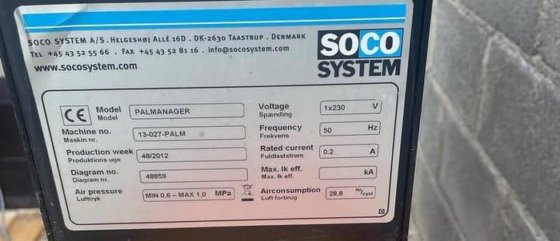 SOCO SYSTEM A/S . HELGESHØJ ALLÉ 16D . DK-2630 TAASTRUP . DENMARK
TEL +45 43 52 55 66 . FAX +45 43 52 81 16 . info@socosystem.com
www.socosystem.com
SOCO
SYSTEM
CE
Model PALMANAGER
Model
Machine no. 13-027-PALM
Maskin nr.
Production week 48/2012
Produktions uge
Diagram no. 48859
Diagram nr.
Air pressure MIN 0,6 – MAX 1,0 MPa
Lufttryk
Voltage 1x230 V
Spænding
Frequency 50 Hz
Frekvens
Rated current 0.2 A
Fuldlaststrøm
Max. Ik eff. kA
Max. Ik eff.
Airconsumption 28,8 Nl/cycl
Luft forbrug